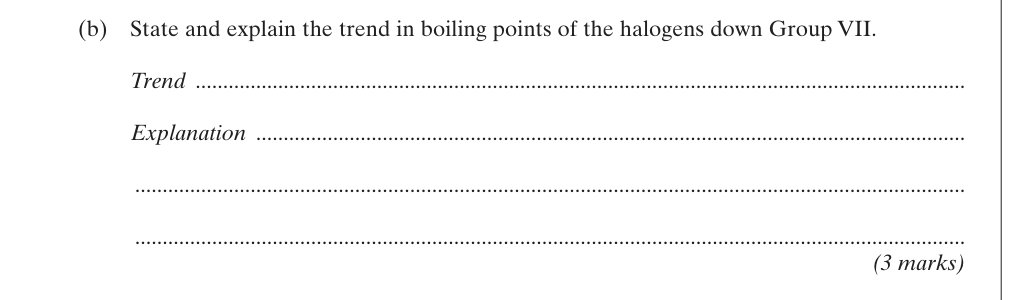 (b) State and explain the trend in boiling points of the halogens down Group VII.
Trend ................................................................................................................................................
Explanation ....................................................................................................................................
..........................................................................................................................................................
..........................................................................................................................................................
(3 marks)